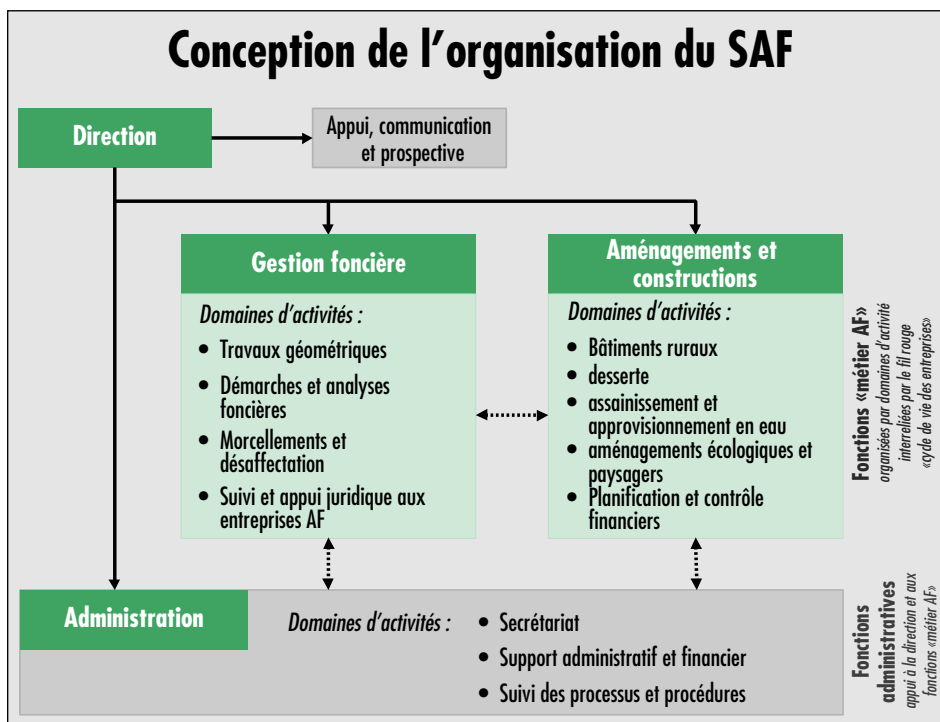 Conception de l’organisation du SAF
Direction
Appui, communication
et prospective
Gestion foncière
Domaines d’activités :
• Travaux géométriques
• Démarches et analyses
foncières
• Morcellements et
désaffectation
• Suivi et appui juridique aux
entreprises AF
Aménagements et
constructions
Domaines d’activités :
• Bâtiments ruraux
• desserte
• assainissement et
approvisionnement en eau
• aménagements écologiques et
paysagers
• Planification et contrôle
financiers
Fonctions «métier AF»
organisées par domaines d’activité
interreliées par le fil rouge
«cycle de vie des entreprises»
Administration
Domaines d’activités :
• Secrétariat
• Support administratif et financier
• Suivi des processus et procédures
Fonctions
administratives
appui à la direction et aux
fonctions «métier AF»